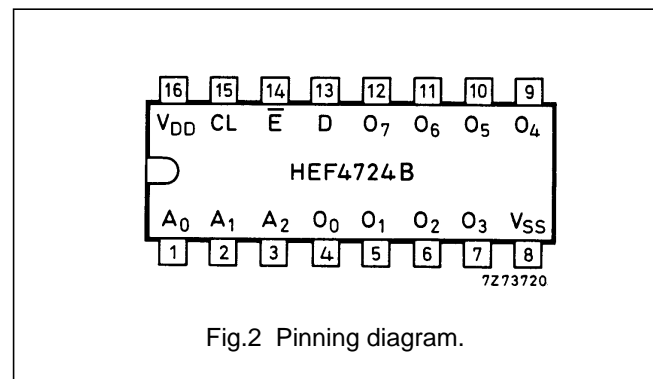 16 15 14 13 12 11 10 9
VDD CL E̅ D O7 O6 O5 O4
HEF4724B
A0 A1 A2 O0 O1 O2 O3 VSS
1 2 3 4 5 6 7 8
7Z73720
Fig.2 Pinning diagram.